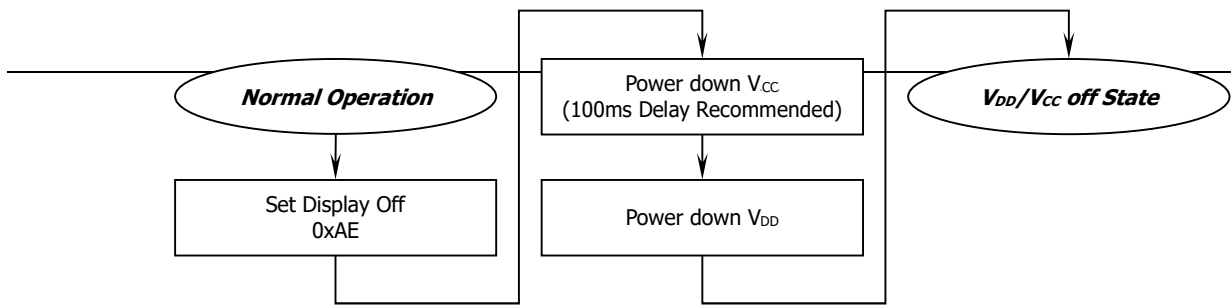 Normal Operation
Set Display Off
0xAE
Power down VCC
(100ms Delay Recommended)
Power down VDD
VDD/VCC off State